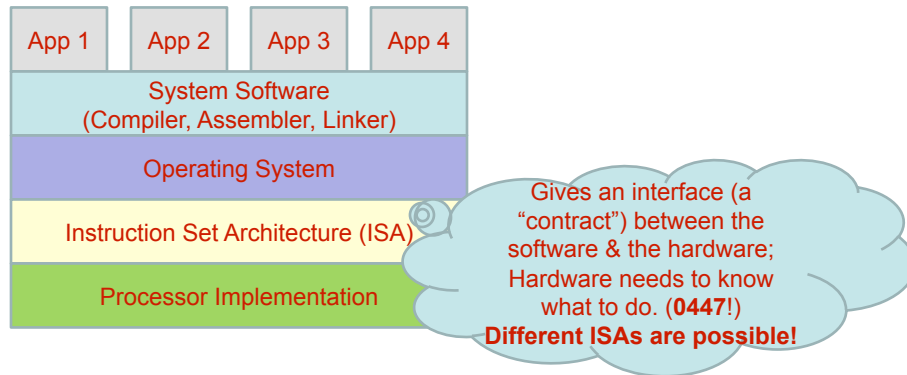 App 1 App 2 App 3 App 4
System Software
(Compiler, Assembler, Linker)
Operating System
Instruction Set Architecture (ISA)
Processor Implementation
Gives an interface (a
“contract”) between the
software & the hardware;
Hardware needs to know
what to do. (0447!)
Different ISAs are possible!